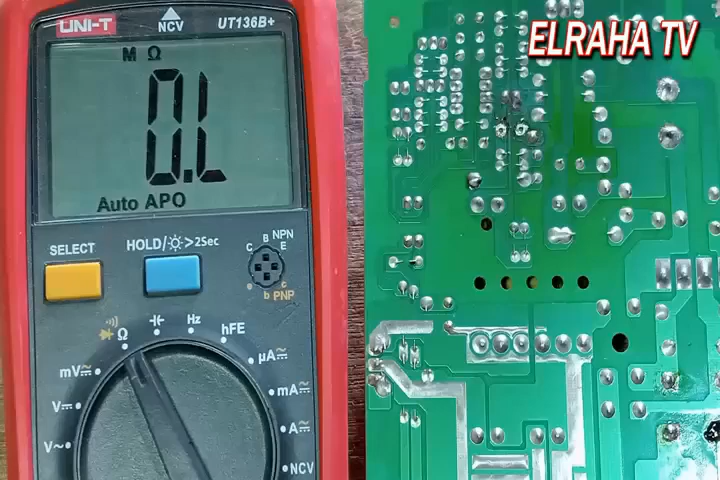 UNI-T
NCV
UT136B+
ELRAHA TV
M Ω
0.L
Auto APO
SELECT
HOLD/☼>2Sec
NPN
C B E
e b c
PNP
Ω
Hz
hFE
mV
µA
V
mA
A
V~
NCV